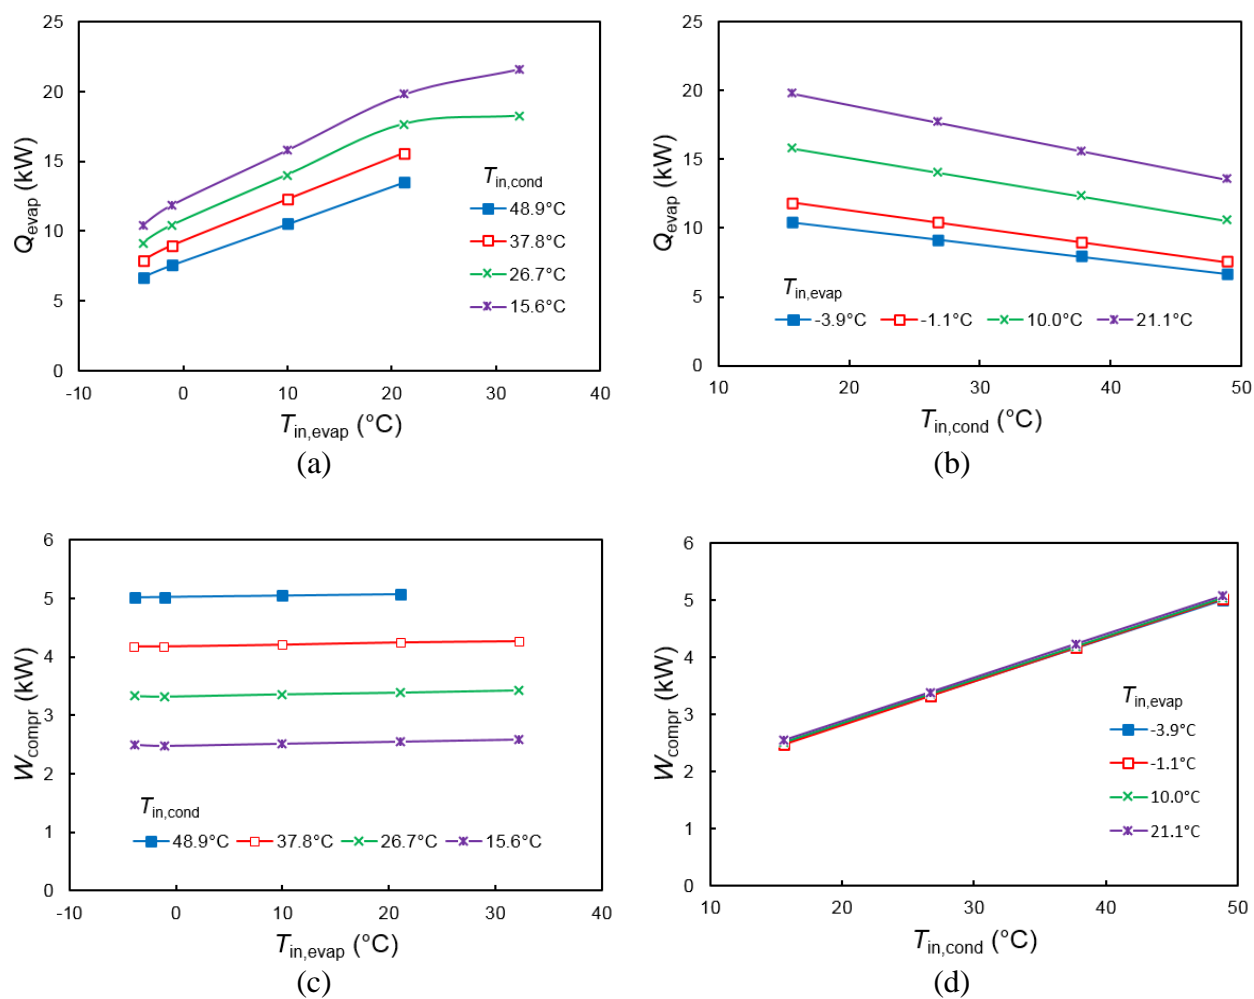 25
20
15
10
5
0
-10
0
10
20
30
40
Qevap (kW)
Tin,evap (°C)
Tin,cond
48.9°C
37.8°C
26.7°C
15.6°C
(a)
25
20
15
10
5
0
10
20
30
40
50
Qevap (kW)
Tin,cond (°C)
Tin,evap
-3.9°C -1.1°C 10.0°C 21.1°C
(b)
6
5
4
3
2
1
0
-10
0
10
20
30
40
Wcompr (kW)
Tin,evap (°C)
Tin,cond
48.9°C 37.8°C 26.7°C 15.6°C
(c)
6
5
4
3
2
1
0
10
20
30
40
50
Wcompr (kW)
Tin,cond (°C)
Tin,evap
-3.9°C
-1.1°C
10.0°C
21.1°C
(d)